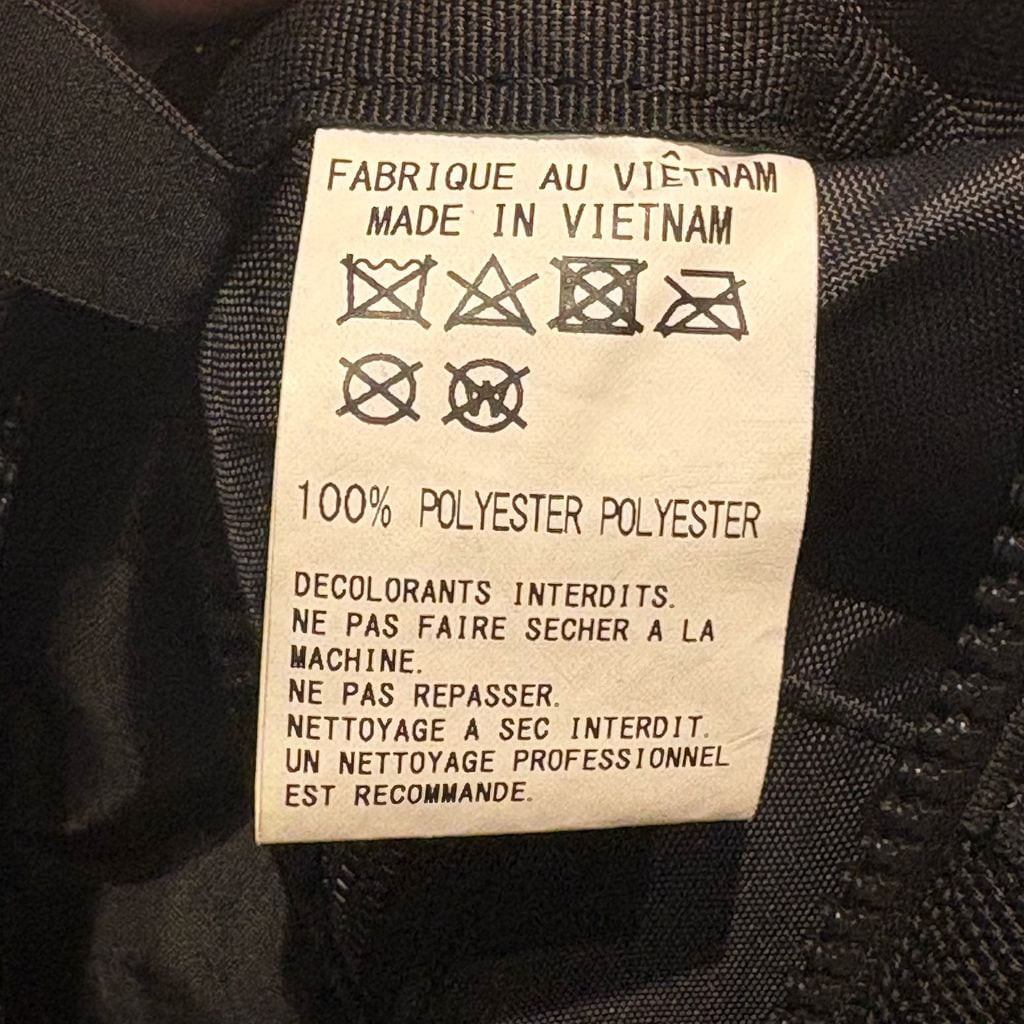 FABRIQUE AU VIÊTNAM
MADE IN VIETNAM
W
100% POLYESTER POLYESTER
DECOLORANTS INTERDITS.
NE PAS FAIRE SECHER A LA
MACHINE.
NE PAS REPASSER.
NETTOYAGE A SEC INTERDIT.
UN NETTOYAGE PROFESSIONNEL
EST RECOMMANDE.